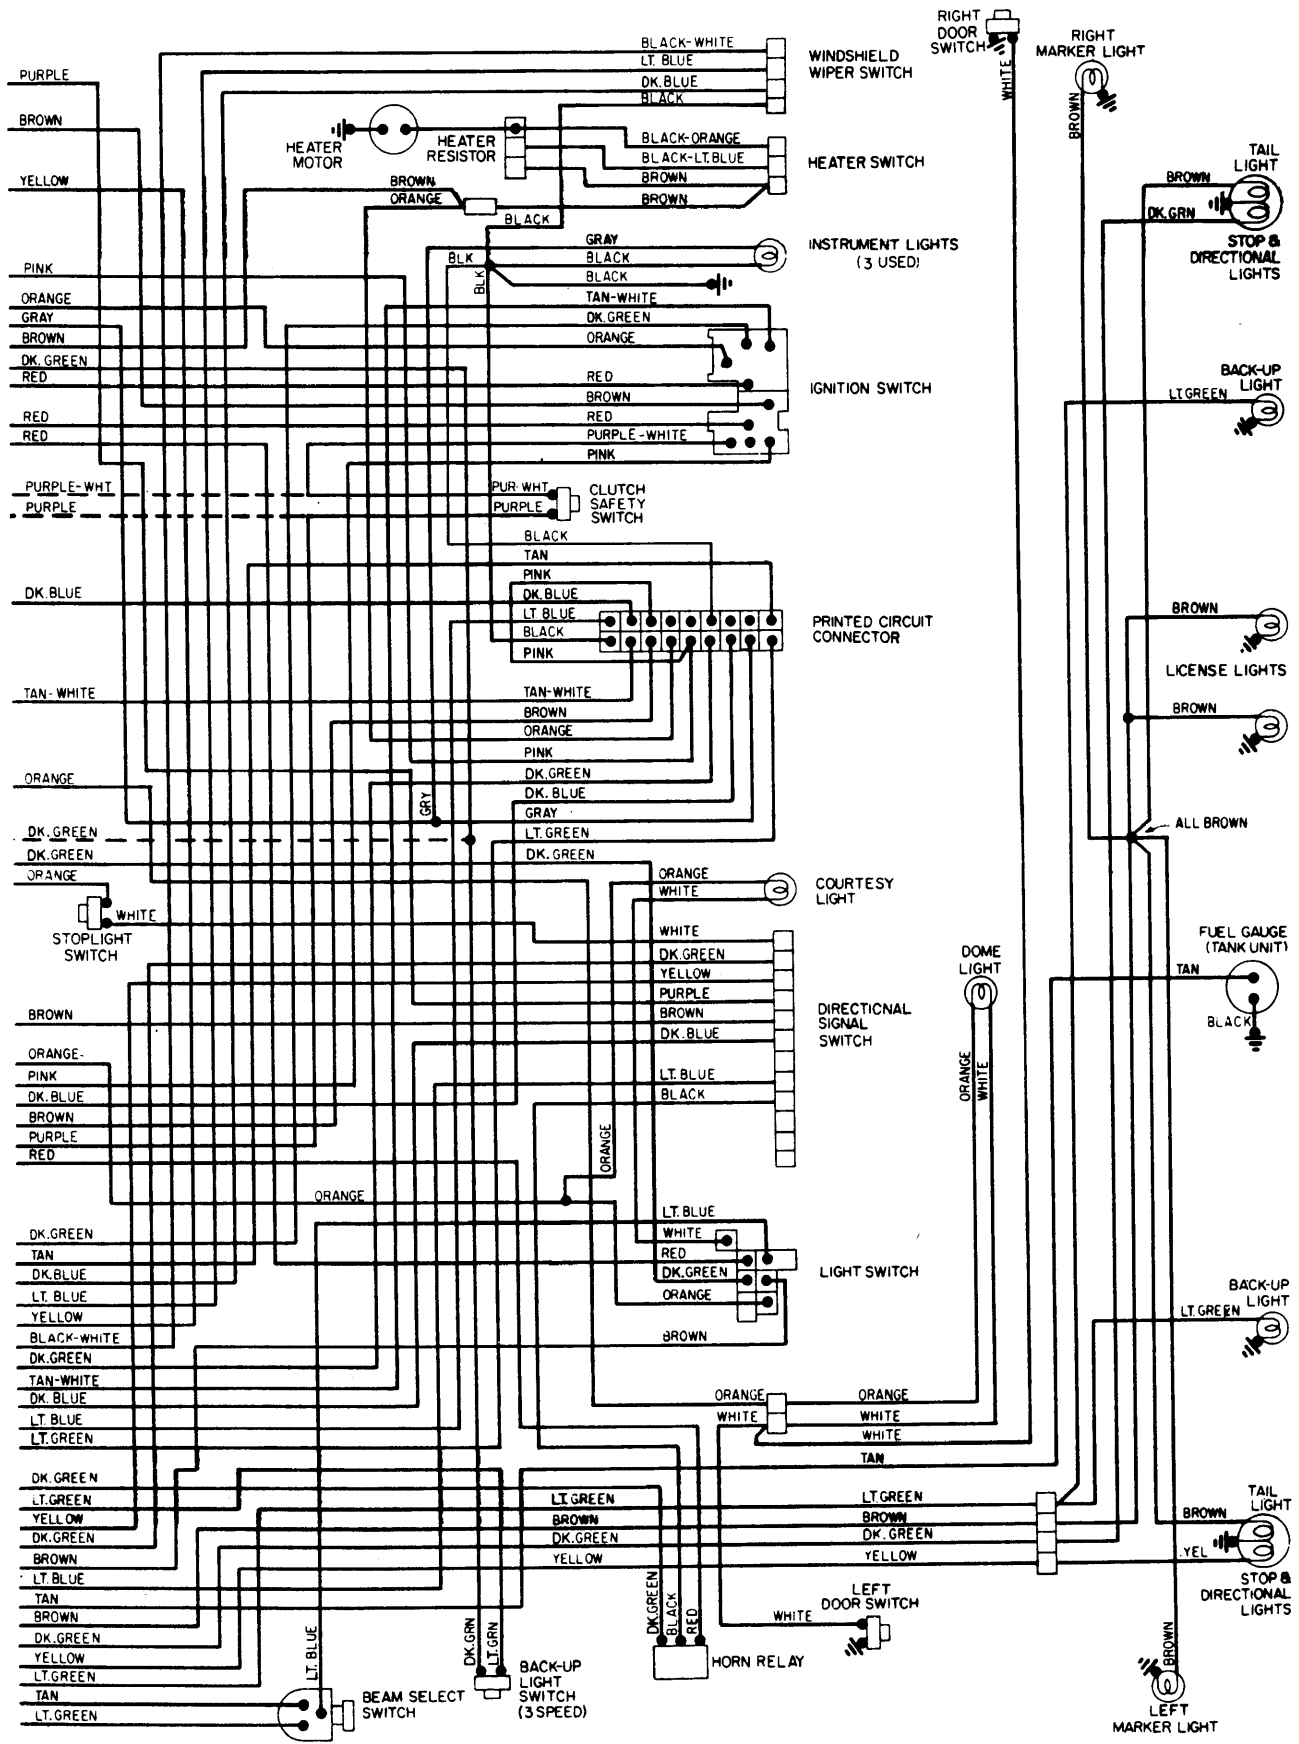 RIGHT
DOOR
SWITCH
WHITE
RIGHT
MARKER LIGHT
BROWN
BLACK-WHITE
LT. BLUE
DK.BLUE
BLACK
WINDSHIELD
WIPER SWITCH
PURPLE
BROWN
YELLOW
HEATER
MOTOR
HEATER
RESISTOR
BLACK-ORANGE
BLACK-LT.BLUE
BROWN
BROWN
HEATER SWITCH
BROWN
ORANGE
BLACK
TAIL
LIGHT
BROWN
DK.GRN
STOP &
DIRECTIONAL
LIGHTS
GRAY
BLACK
BLACK
BLK
BLK
INSTRUMENT LIGHTS
(3 USED)
PINK
ORANGE
GRAY
BROWN
DK. GREEN
RED
RED
RED
TAN-WHITE
DK.GREEN
ORANGE
RED
BROWN
RED
PURPLE-WHITE
PINK
IGNITION SWITCH
BACK-UP
LIGHT
LT.GREEN
PURPLE-WHT
PURPLE
PUR-WHT
PURPLE
CLUTCH
SAFETY
SWITCH
BLACK
TAN
PINK
DK.BLUE
LT BLUE
BLACK
PINK
DK.BLUE
PRINTED CIRCUIT
CONNECTOR
BROWN
LICENSE LIGHTS
BROWN
TAN-WHITE
TAN-WHITE
BROWN
ORANGE
PINK
DK.GREEN
DK. BLUE
GRAY
LT.GREEN
DK. GREEN
GRY
ORANGE
DK.GREEN
DK.GREEN
ORANGE
ALL BROWN
WHITE
STOPLIGHT
SWITCH
ORANGE
WHITE
COURTESY
LIGHT
WHITE
DK.GREEN
YELLOW
PURPLE
BROWN
DK.BLUE
LT.BLUE
BLACK
DIRECTIONAL
SIGNAL
SWITCH
DOME
LIGHT
ORANGE
WHITE
FUEL GAUGE
(TANK UNIT)
TAN
BLACK
BROWN
ORANGE-
PINK
DK.BLUE
BROWN
PURPLE
RED
ORANGE
ORANGE
LT.BLUE
WHITE
RED
DK.GREEN
ORANGE
BROWN
LIGHT SWITCH
DK.GREEN
TAN
DK.BLUE
LT. BLUE
YELLOW
BLACK-WHITE
DK.GREEN
TAN-WHITE
DK. BLUE
LT. BLUE
LT. GREEN
BACK-UP
LIGHT
LT.GREEN
ORANGE
WHITE
ORANGE
WHITE
WHITE
TAN
DK.GREEN
LT.GREEN
YELLOW
DK.GREEN
BROWN
LT.BLUE
TAN
BROWN
DK.GREEN
YELLOW
LT.GREEN
TAN
LT.GREEN
LT.GREEN
BROWN
DK.GREEN
YELLOW
LT.GREEN
BROWN
DK. GREEN
YELLOW
TAIL
LIGHT
BROWN
YEL
STOP &
DIRECTIONAL
LIGHTS
LEFT
DOOR SWITCH
WHITE
DK.GREEN
BLACK
RED
HORN RELAY
LT. BLUE
BEAM SELECT
SWITCH
DK.GRN
LT.GRN
BACK-UP
LIGHT
SWITCH
(3 SPEED)
BROWN
LEFT
MARKER LIGHT